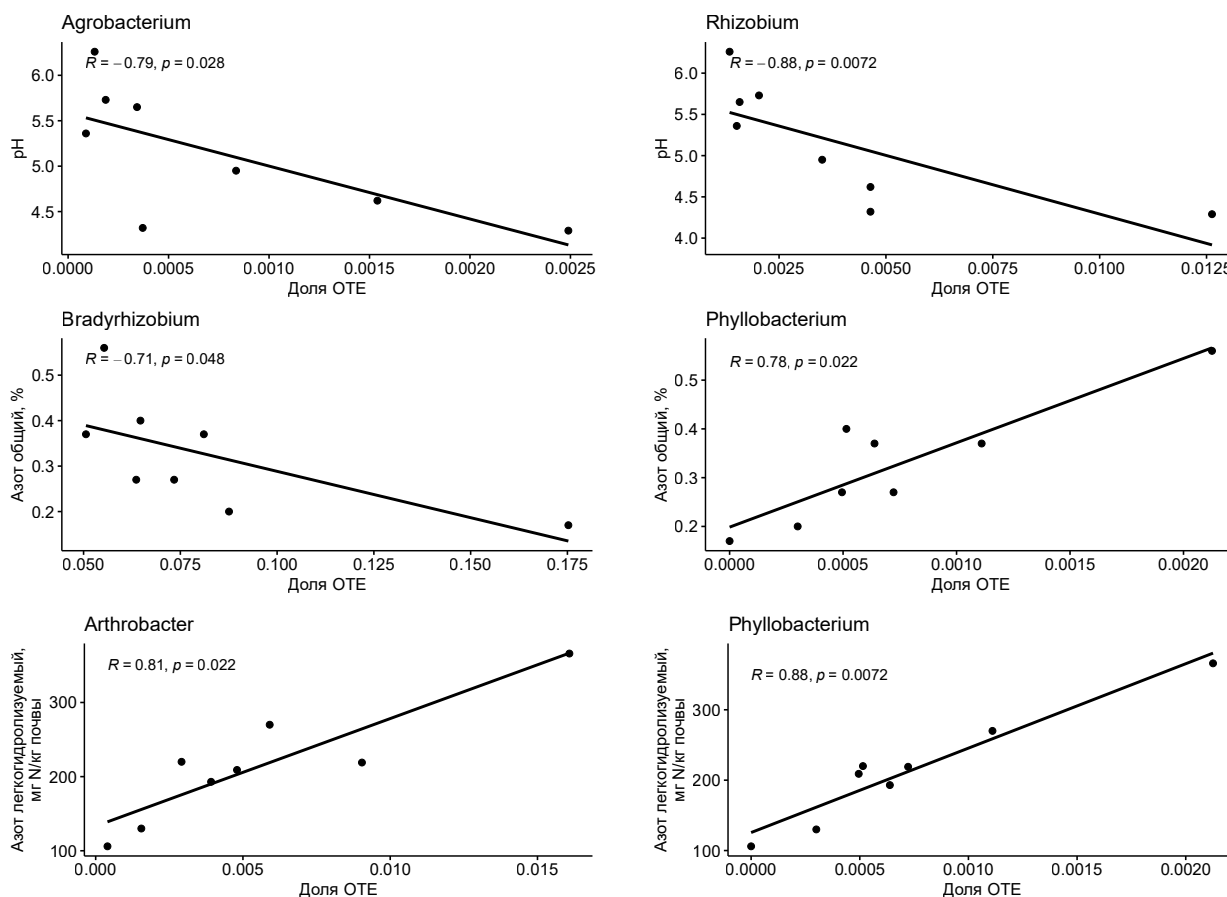 Agrobacterium
R = −0.79, p = 0.028
6.0
5.5
5.0
4.5
pH
0.0000 0.0005 0.0010 0.0015 0.0020 0.0025
Доля ОТЕ
Rhizobium
R = −0.88, p = 0.0072
6.0
5.5
5.0
4.5
4.0
pH
0.0025 0.0050 0.0075 0.0100 0.0125
Доля ОТЕ
Bradyrhizobium
R = −0.71, p = 0.048
0.5
0.4
0.3
0.2
Азот общий, %
0.050 0.075 0.100 0.125 0.150 0.175
Доля ОТЕ
Phyllobacterium
R = 0.78, p = 0.022
0.5
0.4
0.3
0.2
Азот общий, %
0.0000 0.0005 0.0010 0.0015 0.0020
Доля ОТЕ
Arthrobacter
R = 0.81, p = 0.022
300
200
100
Азот легкогидролизуемый,
мг N/кг почвы
0.000 0.005 0.010 0.015
Доля ОТЕ
Phyllobacterium
R = 0.88, p = 0.0072
300
200
100
Азот легкогидролизуемый,
мг N/кг почвы
0.0000 0.0005 0.0010 0.0015 0.0020
Доля ОТЕ